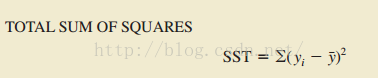 TOTAL SUM OF SQUARES
http://blog.csdn.net/
SST = Σ(yᵢ − ȳ)²